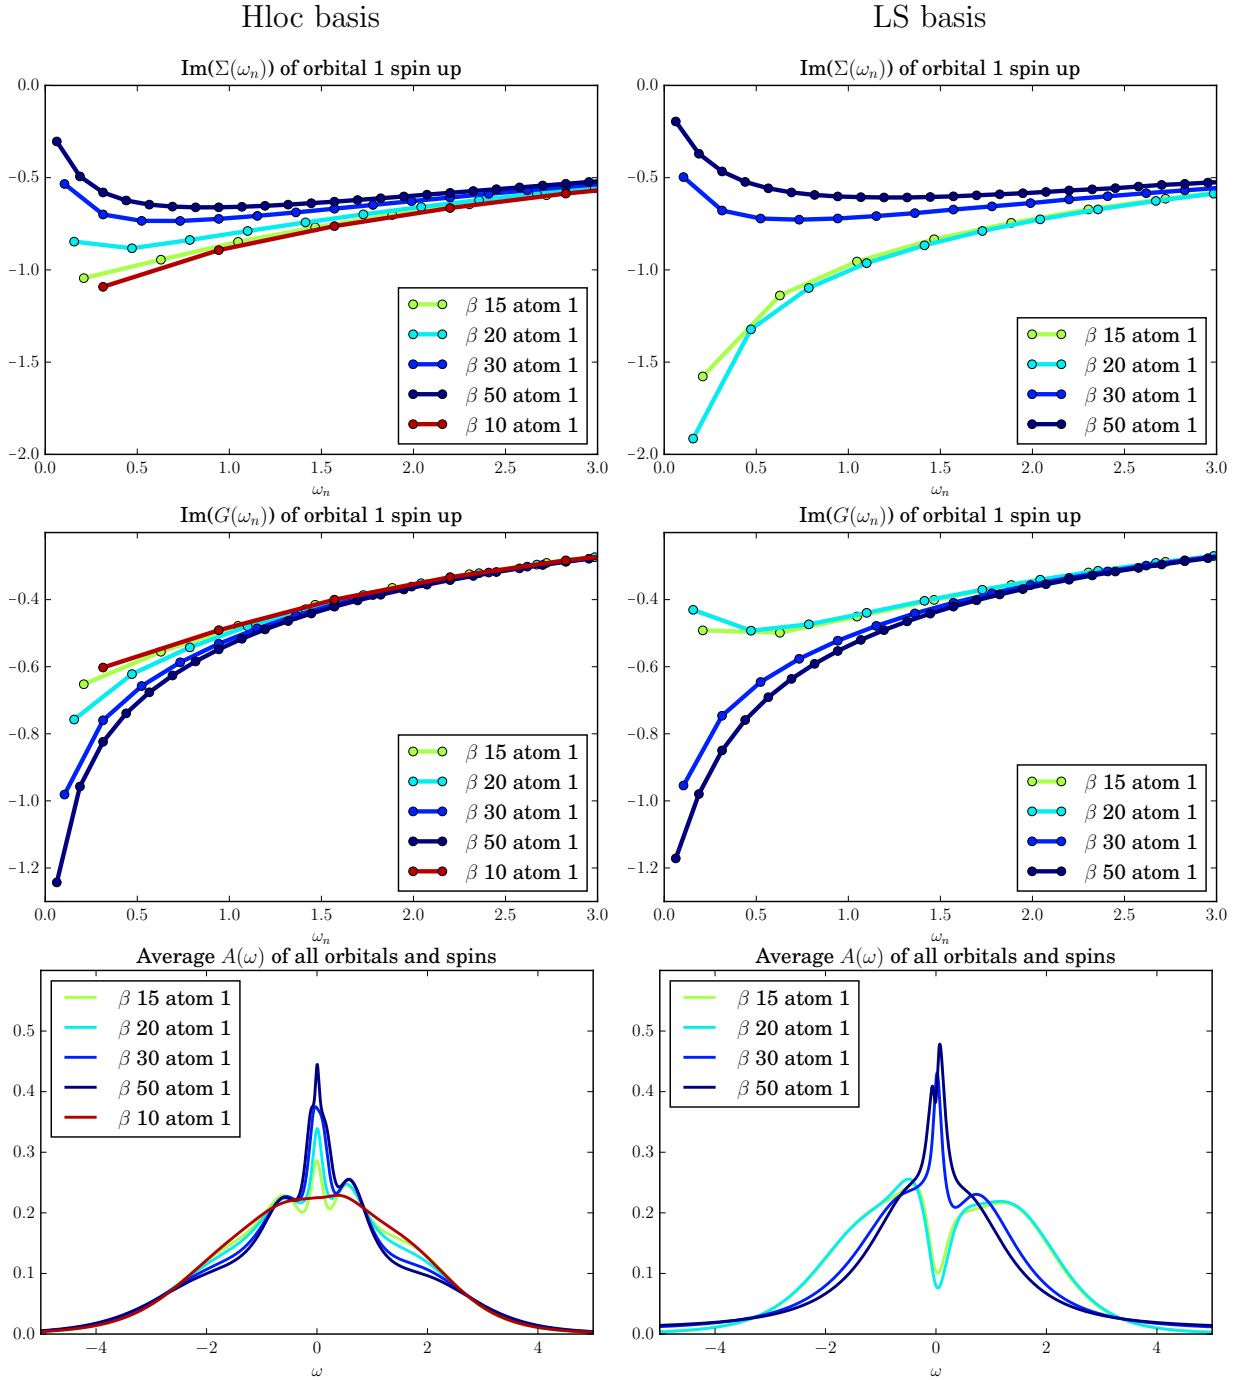 Hloc basis LS basis
Im(Σ(ωₙ)) of orbital 1 spin up Im(Σ(ωₙ)) of orbital 1 spin up
0.0
−0.5
−1.0
−1.5
−2.0
β 15 atom 1
β 20 atom 1
β 30 atom 1
β 50 atom 1
β 10 atom 1
0.0 0.5 1.0 1.5 2.0 2.5 3.0
ωₙ
0.0
−0.5
−1.0
−1.5
−2.0
β 15 atom 1
β 20 atom 1
β 30 atom 1
β 50 atom 1
0.0 0.5 1.0 1.5 2.0 2.5 3.0
ωₙ
Im(G(ωₙ)) of orbital 1 spin up Im(G(ωₙ)) of orbital 1 spin up
−0.4
−0.6
−0.8
−1.0
−1.2
β 15 atom 1
β 20 atom 1
β 30 atom 1
β 50 atom 1
β 10 atom 1
0.0 0.5 1.0 1.5 2.0 2.5 3.0
ωₙ
−0.4
−0.6
−0.8
−1.0
−1.2
β 15 atom 1
β 20 atom 1
β 30 atom 1
β 50 atom 1
0.0 0.5 1.0 1.5 2.0 2.5 3.0
ωₙ
Average A(ω) of all orbitals and spins Average A(ω) of all orbitals and spins
β 15 atom 1
β 20 atom 1
β 30 atom 1
β 50 atom 1
β 10 atom 1
0.5
0.4
0.3
0.2
0.1
0.0
−4 −2 0 2 4
ω
β 15 atom 1
β 20 atom 1
β 30 atom 1
β 50 atom 1
0.5
0.4
0.3
0.2
0.1
0.0
−4 −2 0 2 4
ω